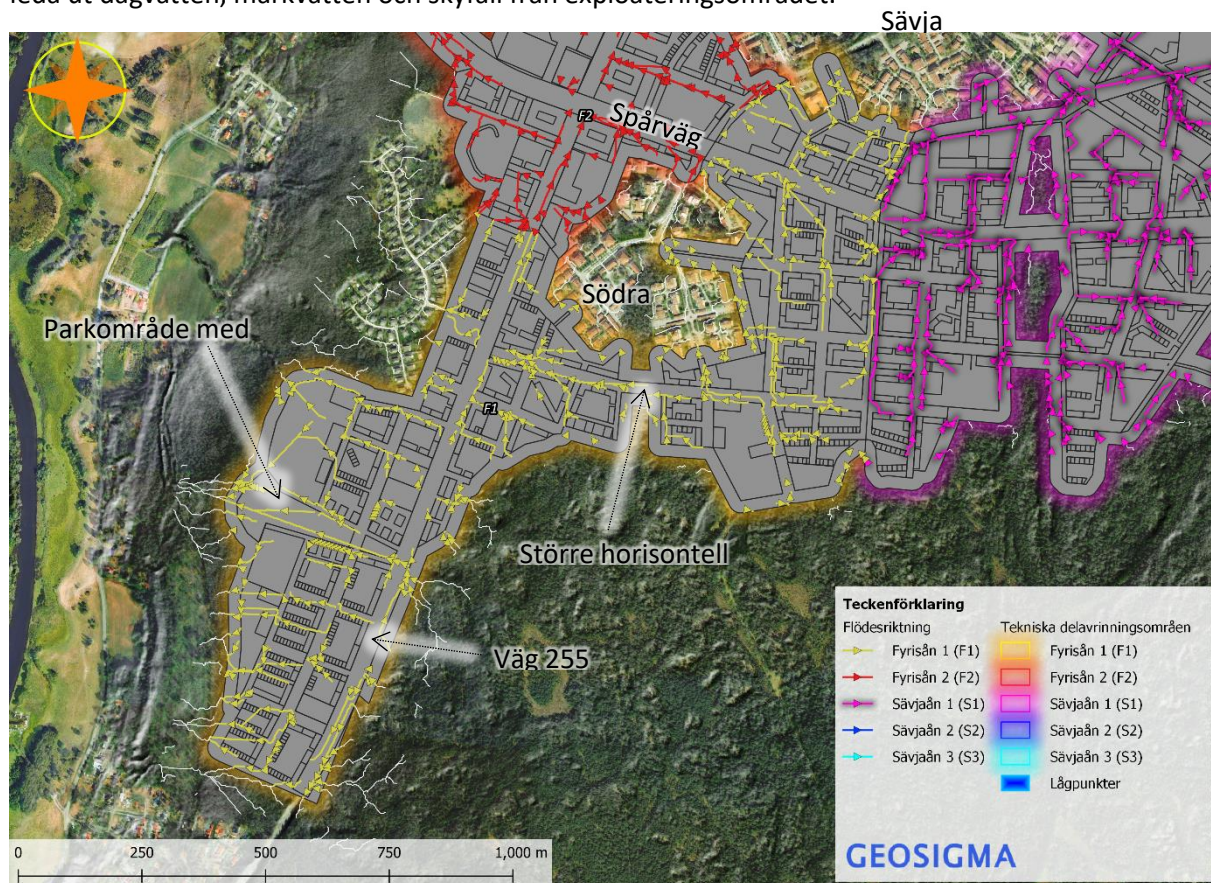 leda ut dagvatten, markvatten och skyfall från exploateringsområdet.
Sävja
F2
Spårväg
Södra
Parkområde med
F1
Större horisontell
Väg 255
Teckenförklaring
Flödesriktning
Tekniska delavrinningsområen
Fyrisån 1 (F1)
Fyrisån 1 (F1)
Fyrisån 2 (F2)
Fyrisån 2 (F2)
Sävjaån 1 (S1)
Sävjaån 1 (S1)
Sävjaån 2 (S2)
Sävjaån 2 (S2)
Sävjaån 3 (S3)
Sävjaån 3 (S3)
Lågpunkter
GEOSIGMA
0 250 500 750 1,000 m